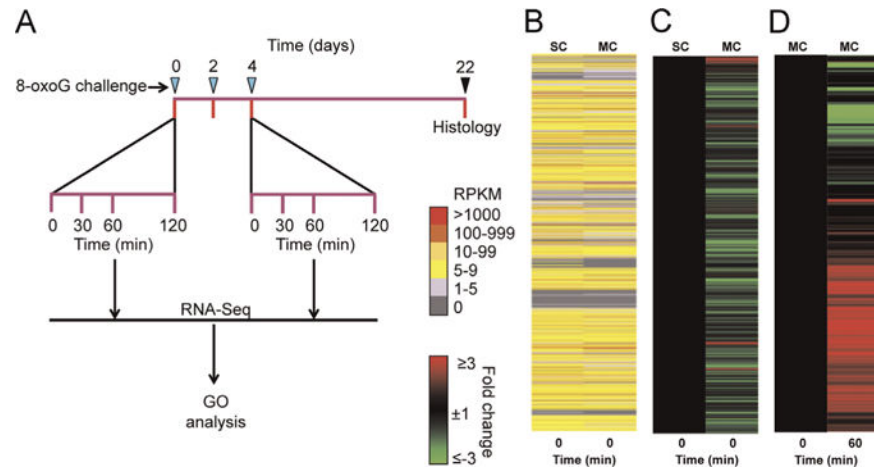 A
Time (days)
0 2 4 22
8-oxoG challenge
Histology
0 30 60 120
Time (min)
0 30 60 120
Time (min)
RNA-Seq
GO
analysis
RPKM
>1000
100-999
10-99
5-9
1-5
0
≥3
±1
≤-3
Fold change
B
SC MC
0 0
Time (min)
C
SC MC
0 0
Time (min)
D
MC MC
0 60
Time (min)